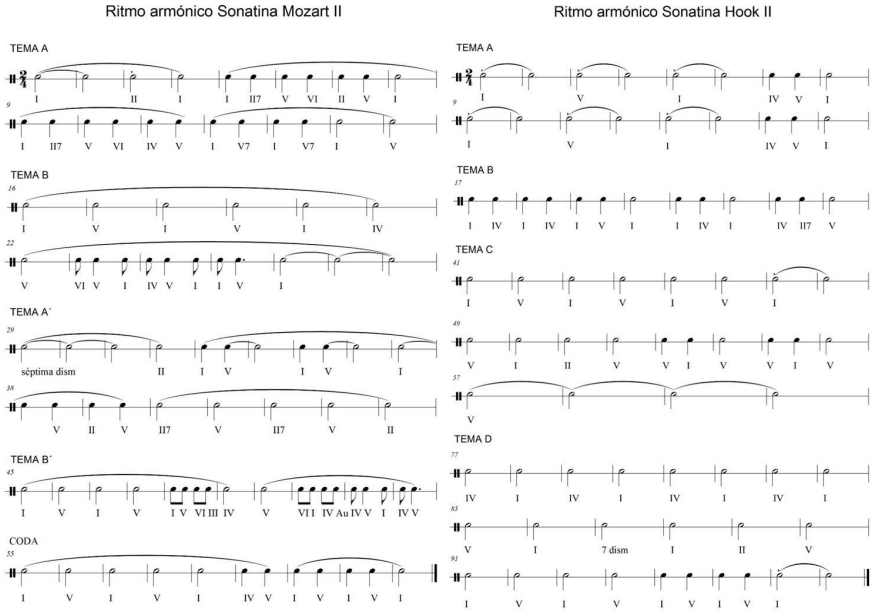 Ritmo armónico Sonatina Mozart II
TEMA A
2/4
I II I I I II7 V VI II V I
9
I II7 V VI IV V I V7 I V7 I V
TEMA B
16
I V I V I IV
22
V VI V I IV V I I V I
TEMA A´
29
séptima dism II I V I V I
38
V II V II7 V II7 V II
TEMA B´
45
I V I V I V VI III IV V VI I IV Au IV V I IV V
CODA
55
I V I V I IV V I V I V I
Ritmo armónico Sonatina Hook II
TEMA A
2/4
I V I IV V I
9
I V I IV V I
TEMA B
17
I IV I IV I V I I IV I IV II7 V
TEMA C
41
I V I V I V I
49
V I II V V I V V I V
57
V
TEMA D
77
IV I IV I IV I IV I
85
V I 7 dism I II V
91
I V I V I V I V I